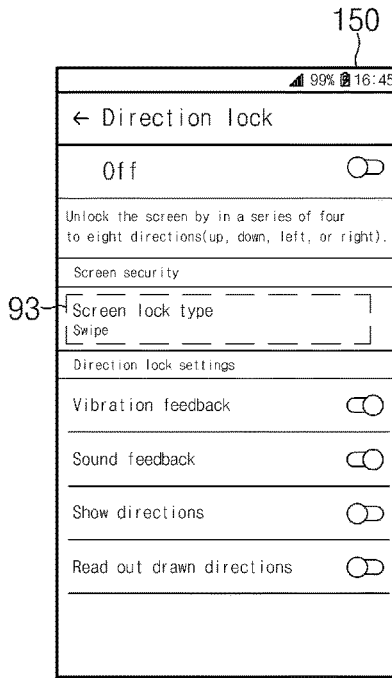 150
99% 16:45
← Direction lock
Off
Unlock the screen by in a series of four
to eight directions(up, down, left, or right).
Screen security
93
Screen lock type
Swipe
Direction lock settings
Vibration feedback
Sound feedback
Show directions
Read out drawn directions